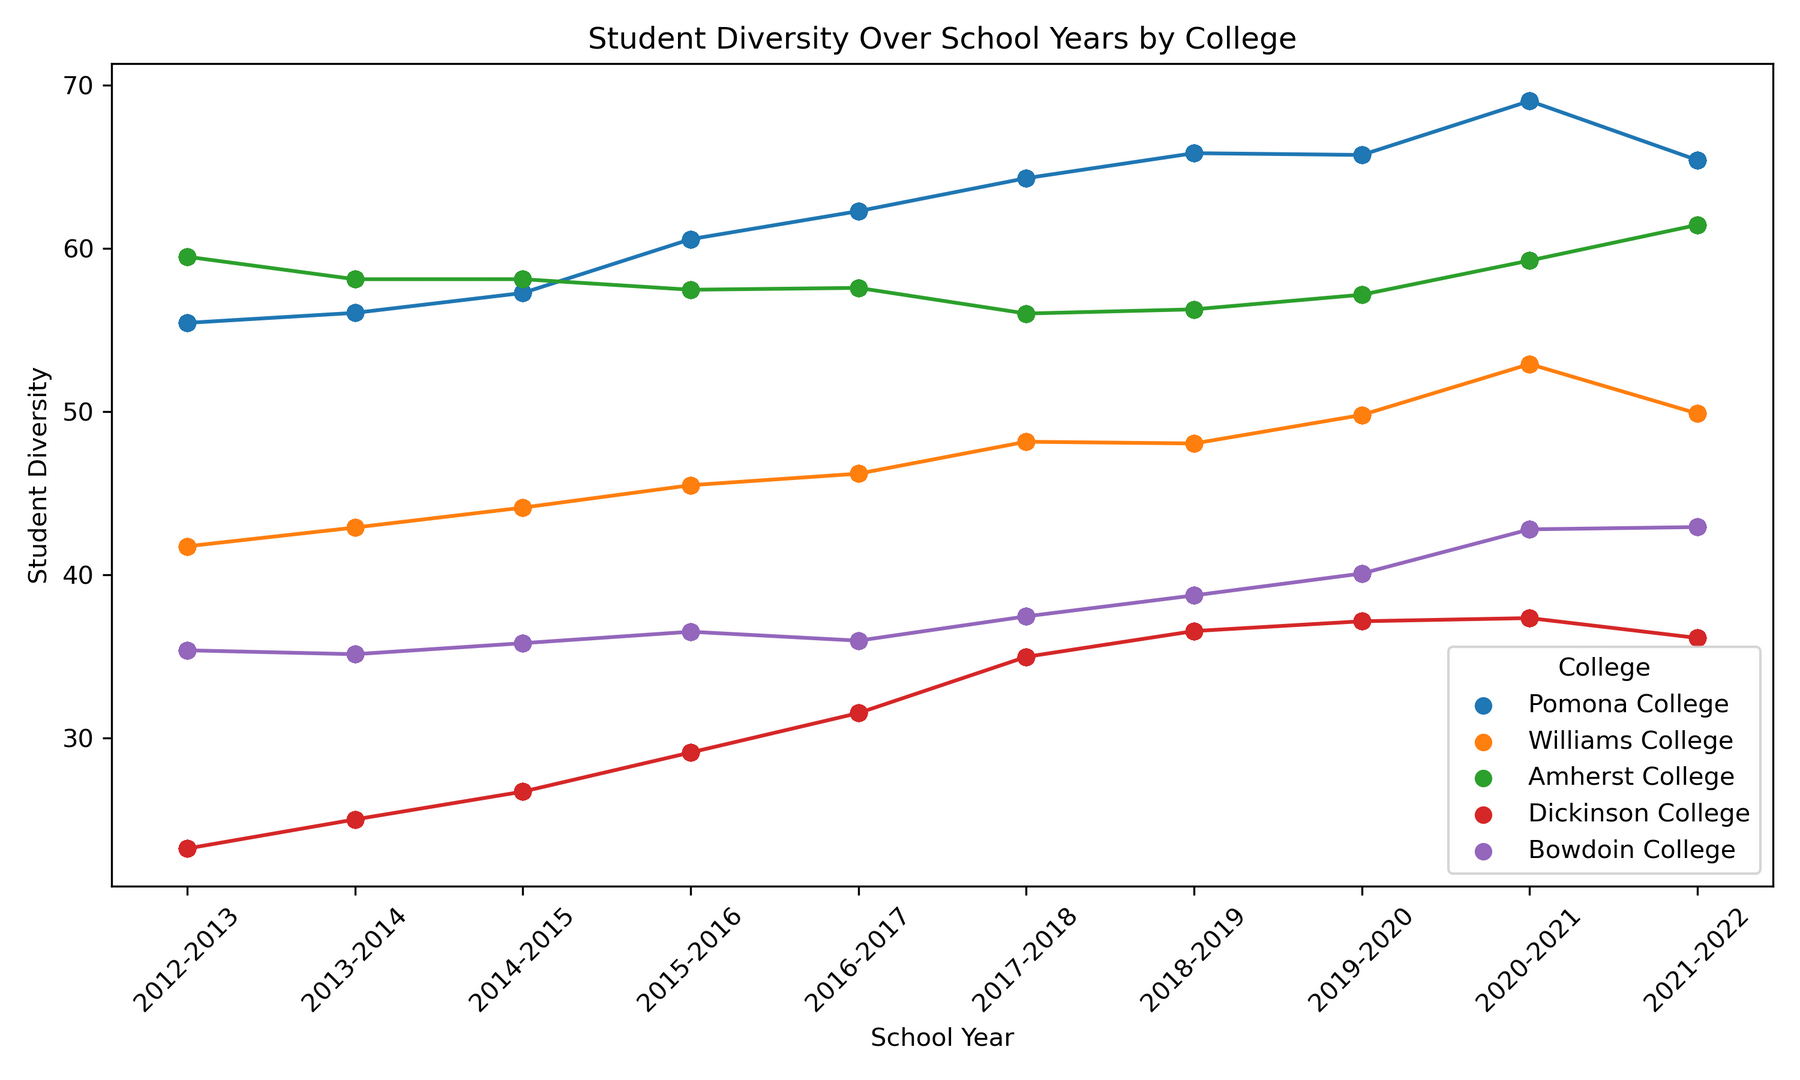 Student Diversity Over School Years by College
Student Diversity
70
60
50
40
30
College
Pomona College
Williams College
Amherst College
Dickinson College
Bowdoin College
2012-2013
2013-2014
2014-2015
2015-2016
2016-2017
2017-2018
2018-2019
2019-2020
2020-2021
2021-2022
School Year